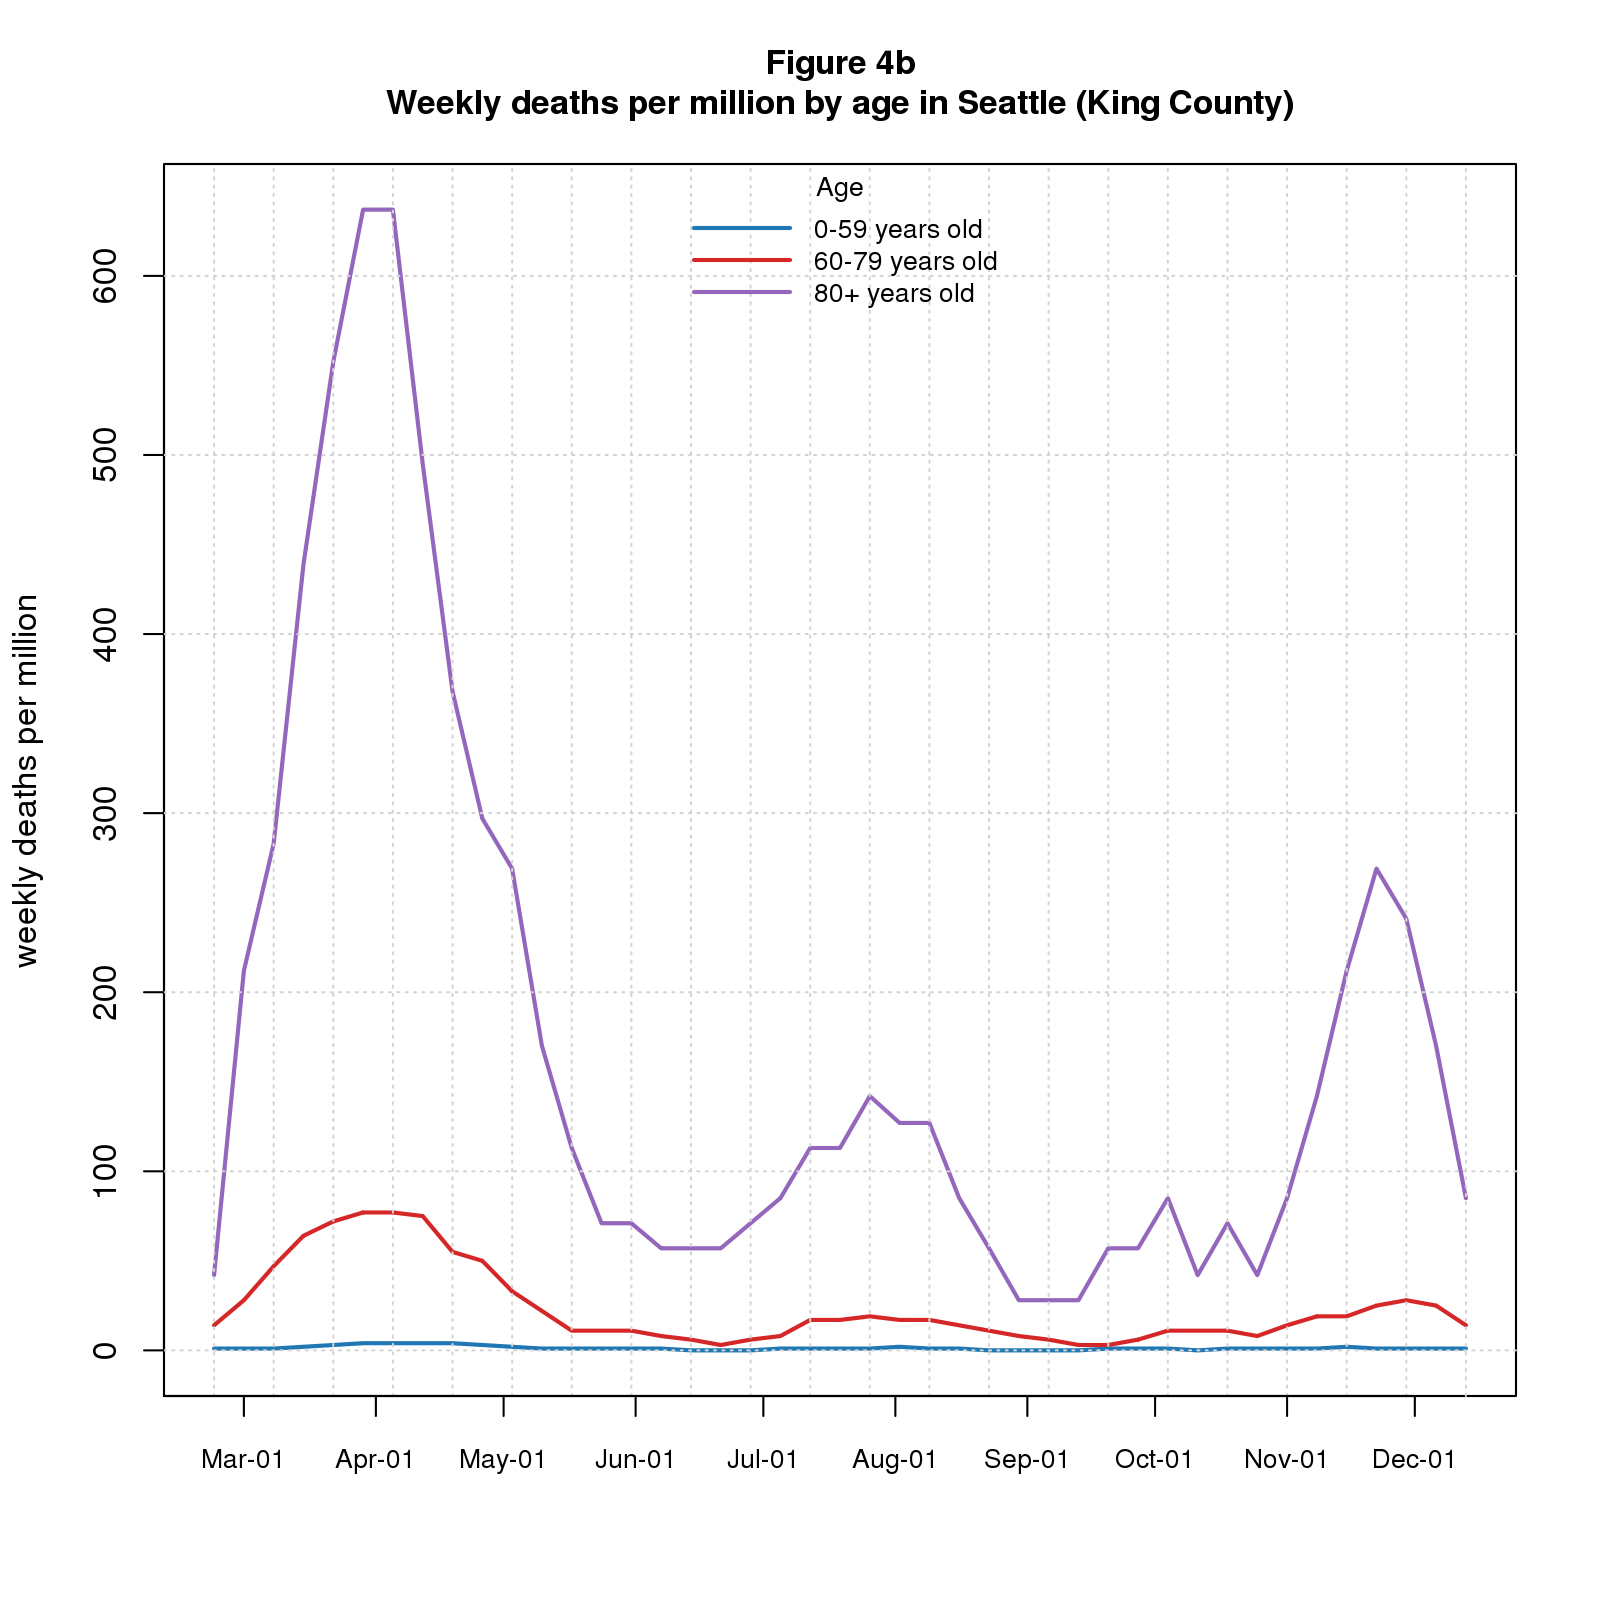 Figure 4b
Weekly deaths per million by age in Seattle (King County)
Age
0-59 years old
60-79 years old
80+ years old
weekly deaths per million
600
500
400
300
200
100
0
Mar-01 Apr-01 May-01 Jun-01 Jul-01 Aug-01 Sep-01 Oct-01 Nov-01 Dec-01